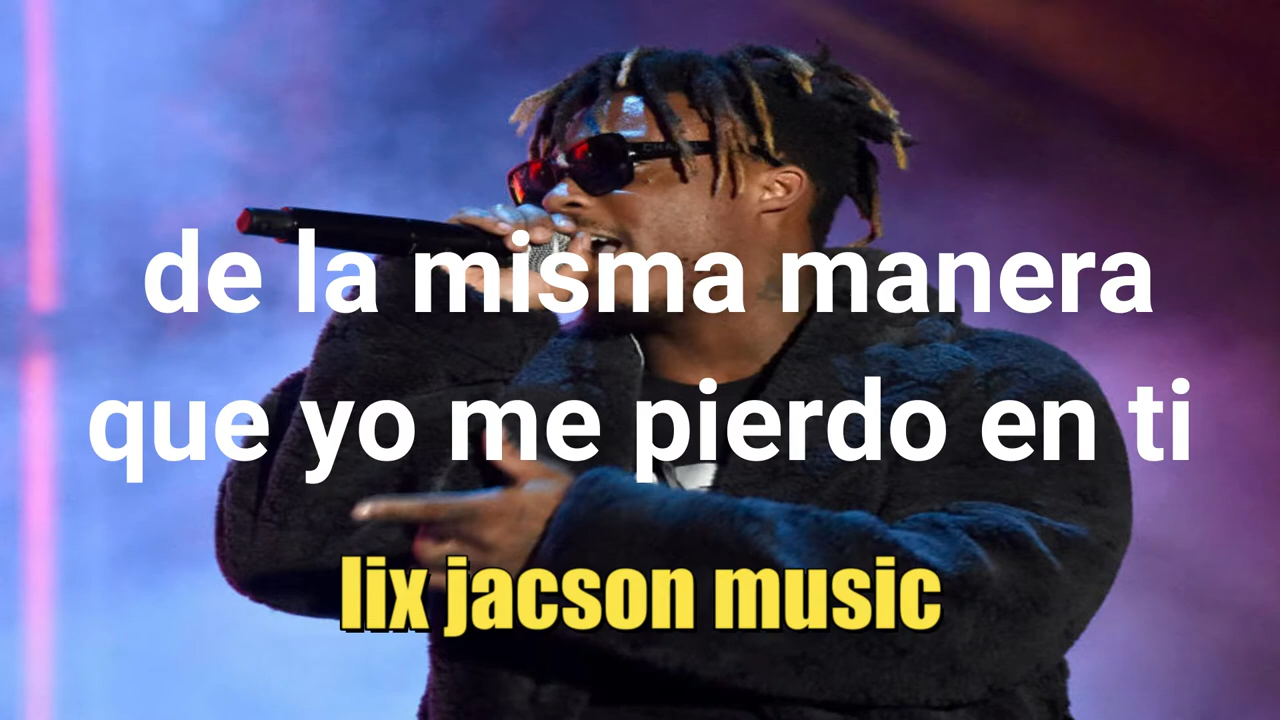 de la misma manera
que yo me pierdo en ti
lix jacson music